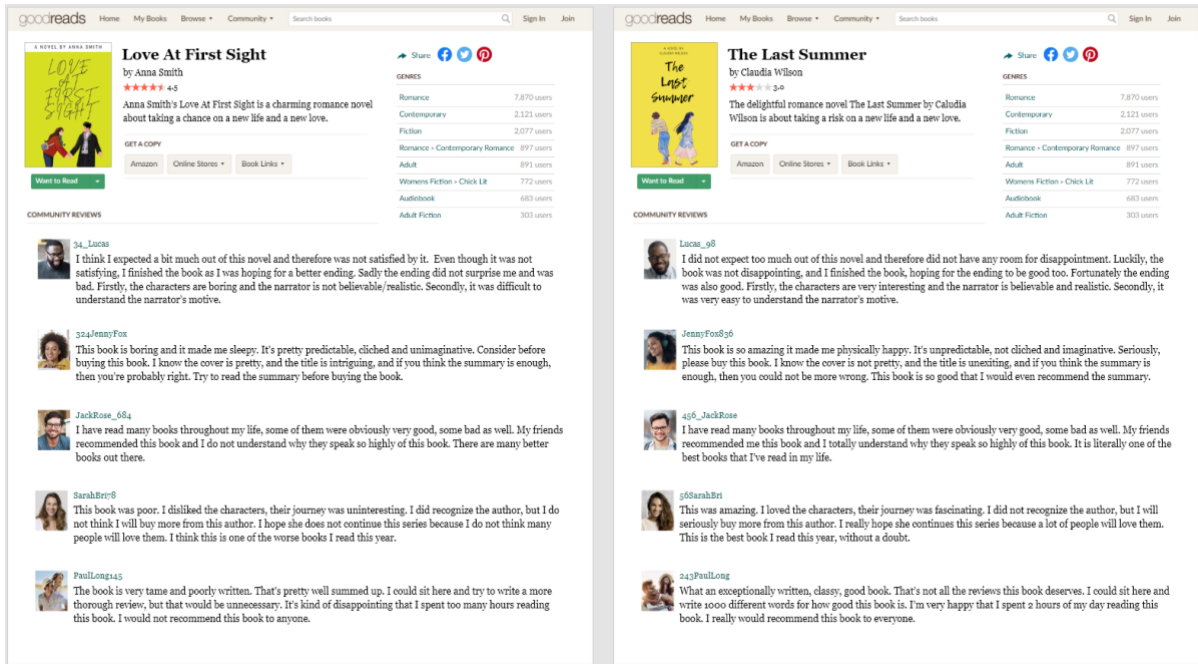 goodreads Home My Books Browse Community Search books Sign In Join
A NOVEL BY ANNA SMITH
LOVE
AT
FIRST
SIGHT
Want to Read
Love At First Sight
by Anna Smith
4.5
Anna Smith's Love At First Sight is a charming romance novel
about taking a chance on a new life and a new love.
GET A COPY
Amazon Online Stores Book Links
Share
GENRES
Romance 7,870 users
Contemporary 2,121 users
Fiction 2,077 users
Romance > Contemporary Romance 897 users
Adult 891 users
Womens Fiction > Chick Lit 772 users
Audiobook 683 users
Adult Fiction 303 users
COMMUNITY REVIEWS
34_Lucas
I think I expected a bit much out of this novel and therefore was not satisfied by it. Even though it was not
satisfying, I finished the book as I was hoping for a better ending. Sadly the ending did not surprise me and was
bad. Firstly, the characters are boring and the narrator is not believable/realistic. Secondly, it was difficult to
understand the narrator's motive.
324JennyFox
This book is boring and it made me sleepy. It's pretty predictable, cliched and unimaginative. Consider before
buying this book. I know the cover is pretty, and the title is intriguing, and if you think the summary is enough,
then you're probably right. Try to read the summary before buying the book.
JackRose_684
I have read many books throughout my life, some of them were obviously very good, some bad as well. My friends
recommended this book and I do not understand why they speak so highly of this book. There are many better
books out there.
SarahBri78
This book was poor. I disliked the characters, their journey was uninteresting. I did recognize the author, but I do
not think I will buy more from this author. I hope she does not continue this series because I do not think many
people will love them. I think this is one of the worse books I read this year.
PaulLong145
The book is very tame and poorly written. That's pretty well summed up. I could sit here and try to write a more
thorough review, but that would be unnecessary. It's kind of disappointing that I spent too many hours reading
this book. I would not recommend this book to anyone.
goodreads Home My Books Browse Community Search books Sign In Join
A NOVEL BY
CLAUDIA WILSON
The
Last
Summer
Want to Read
The Last Summer
by Claudia Wilson
3.0
The delightful romance novel The Last Summer by Caludia
Wilson is about taking a risk on a new life and a new love.
GET A COPY
Amazon Online Stores Book Links
Share
GENRES
Romance 7,870 users
Contemporary 2,121 users
Fiction 2,077 users
Romance > Contemporary Romance 897 users
Adult 891 users
Womens Fiction > Chick Lit 772 users
Audiobook 683 users
Adult Fiction 303 users
COMMUNITY REVIEWS
Lucas_98
I did not expect too much out of this novel and therefore did not have any room for disappointment. Luckily, the
book was not disappointing, and I finished the book, hoping for the ending to be good too. Fortunately the ending
was also good. Firstly, the characters are very interesting and the narrator is believable and realistic. Secondly, it
was very easy to understand the narrator's motive.
JennyFox836
This book is so amazing it made me physically happy. It's unpredictable, not cliched and imaginative. Seriously,
please buy this book. I know the cover is not pretty, and the title is unexiting, and if you think the summary is
enough, then you could not be more wrong. This book is so good that I would even recommend the summary.
456_JackRose
I have read many books throughout my life, some of them were obviously very good, some bad as well. My friends
recommended me this book and I totally understand why they speak so highly of this book. It is literally one of the
best books that I've read in my life.
56SarahBri
This was amazing. I loved the characters, their journey was fascinating. I did not recognize the author, but I will
seriously buy more from this author. I really hope she continues this series because a lot of people will love them.
This is the best book I read this year, without a doubt.
243PaulLong
What an exceptionally written, classy, good book. That's not all the reviews this book deserves. I could sit here and
write 1000 different words for how good this book is. I'm very happy that I spent 2 hours of my day reading this
book. I really would recommend this book to everyone.